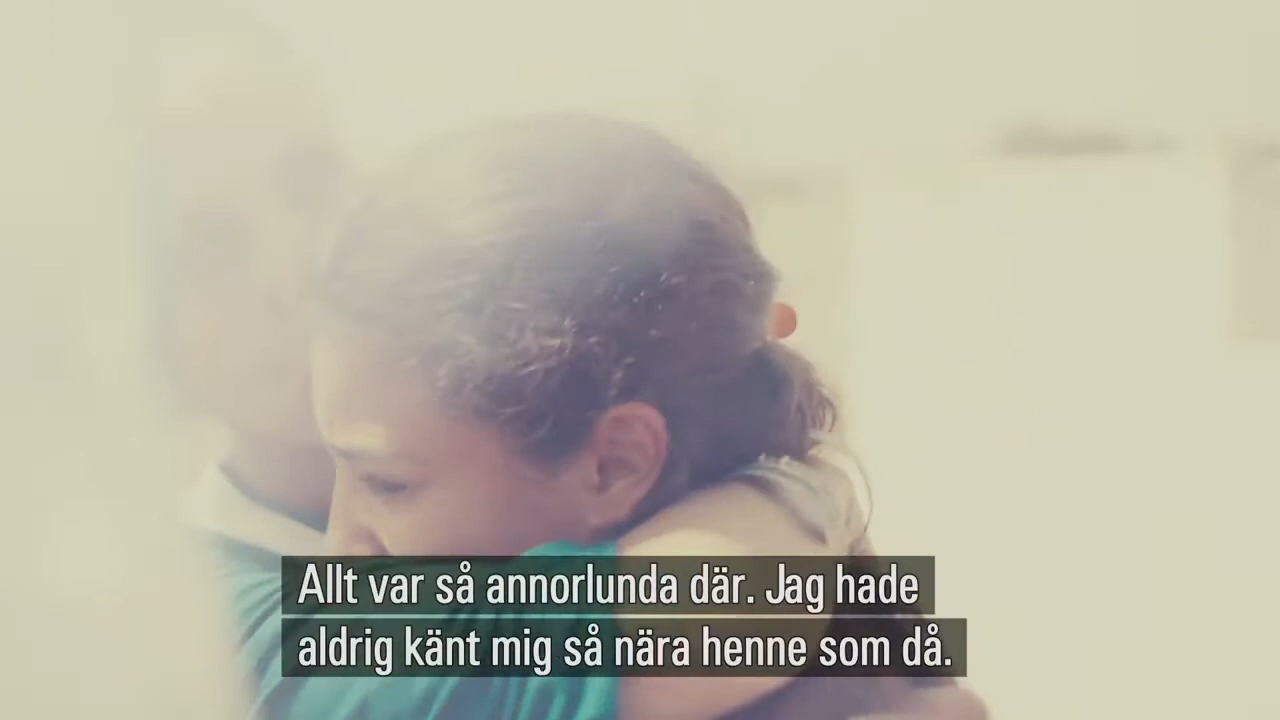 Allt var så annorlunda där. Jag hade
aldrig känt mig så nära henne som då.